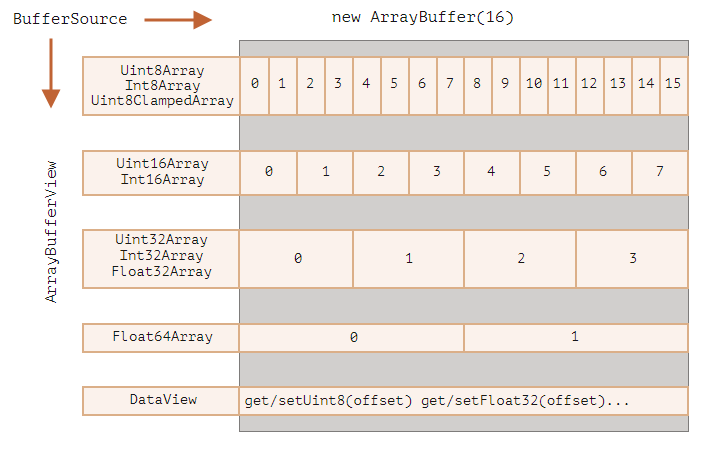 BufferSource
new ArrayBuffer(16)
ArrayBufferView
Uint8Array
Int8Array
Uint8ClampedArray
0 1 2 3 4 5 6 7 8 9 10 11 12 13 14 15
Uint16Array
Int16Array
0 1 2 3 4 5 6 7
Uint32Array
Int32Array
Float32Array
0 1 2 3
Float64Array
0 1
DataView
get/setUint8(offset) get/setFloat32(offset)...